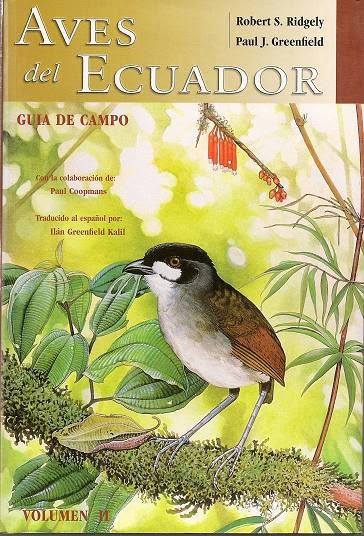 AVES
del ECUADOR
Robert S. Ridgely
Paul J. Greenfield
GUIA DE CAMPO
Con la colaboración de:
Paul Coopmans
Traducido al español por:
Ilán Greenfield Kalil
VOLUMEN II